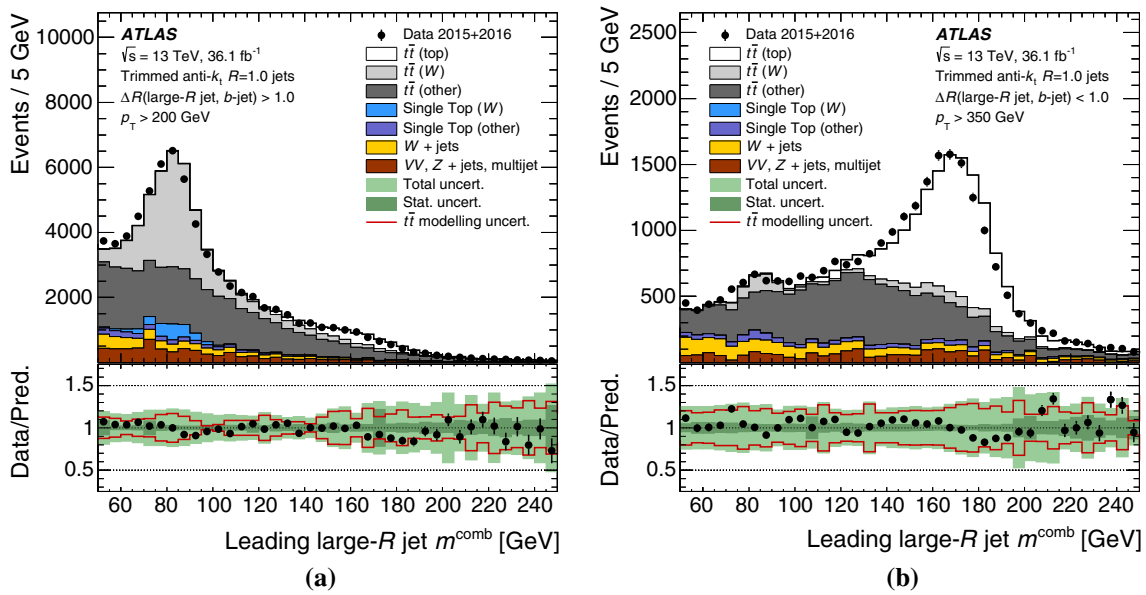 ATLAS
√s = 13 TeV, 36.1 fb⁻¹
Trimmed anti-kₜ R=1.0 jets
ΔR(large-R jet, b-jet) > 1.0
p_T > 200 GeV
Data 2015+2016
tt̄ (top)
tt̄ (W)
tt̄ (other)
Single Top (W)
Single Top (other)
W + jets
VV, Z + jets, multijet
Total uncert.
Stat. uncert.
tt̄ modelling uncert.
Events / 5 GeV
10000
8000
6000
4000
2000
Data/Pred.
1.5
1
0.5
60 80 100 120 140 160 180 200 220 240
Leading large-R jet m^comb [GeV]
(a)
Data 2015+2016
tt̄ (top)
tt̄ (W)
tt̄ (other)
Single Top (W)
Single Top (other)
W + jets
VV, Z + jets, multijet
Total uncert.
Stat. uncert.
tt̄ modelling uncert.
ATLAS
√s = 13 TeV, 36.1 fb⁻¹
Trimmed anti-kₜ R=1.0 jets
ΔR(large-R jet, b-jet) < 1.0
p_T > 350 GeV
Events / 5 GeV
2500
2000
1500
1000
500
Data/Pred.
1.5
1
0.5
60 80 100 120 140 160 180 200 220 240
Leading large-R jet m^comb [GeV]
(b)